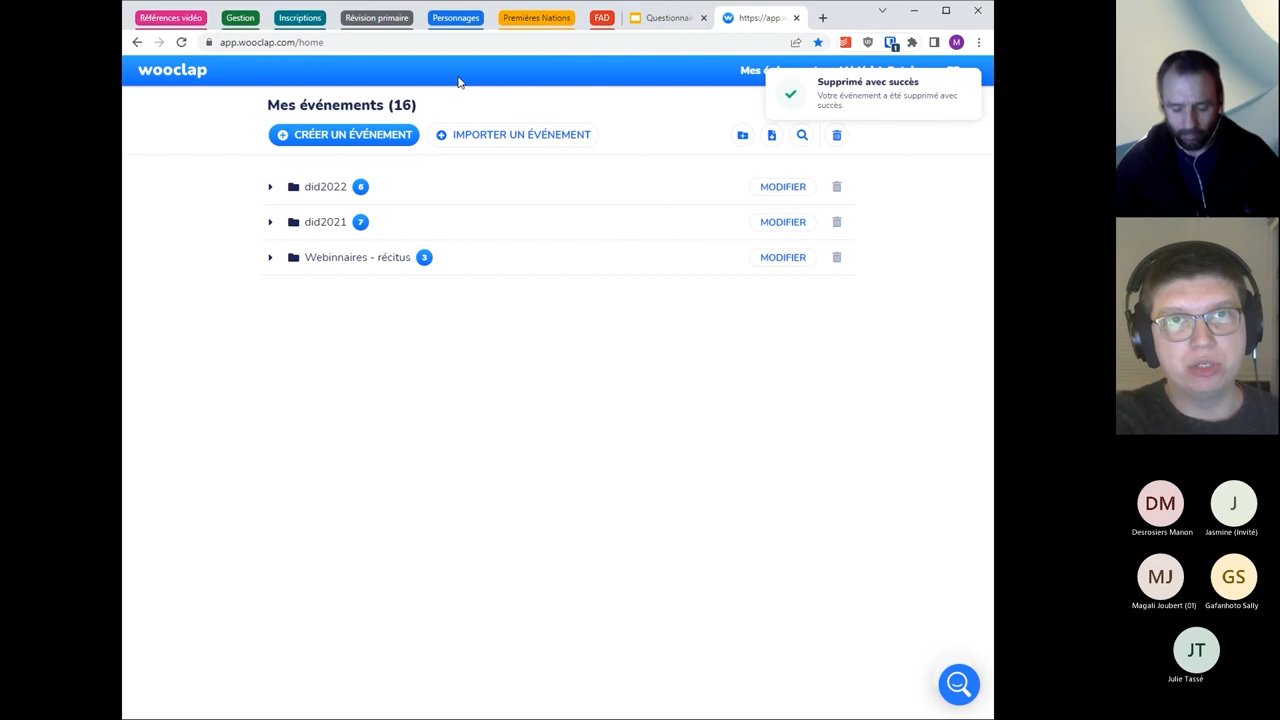 Références vidéo
Gestion
Inscriptions
Révision primaire
Personnages
Premières Nations
FAD
Questionnai
https://app.w
app.wooclap.com/home
M
wooclap
Supprimé avec succès
Votre événement a été supprimé avec
succès.
Mes événements (16)
CRÉER UN ÉVÉNEMENT
IMPORTER UN ÉVÉNEMENT
did2022 6
MODIFIER
did2021 7
MODIFIER
Webinnaires - récitus 3
MODIFIER
DM
Desrosiers Manon
J
Jasmine (Invité)
MJ
Magali Joubert (01)
GS
Gafanhoto Sally
JT
Julie Tassé